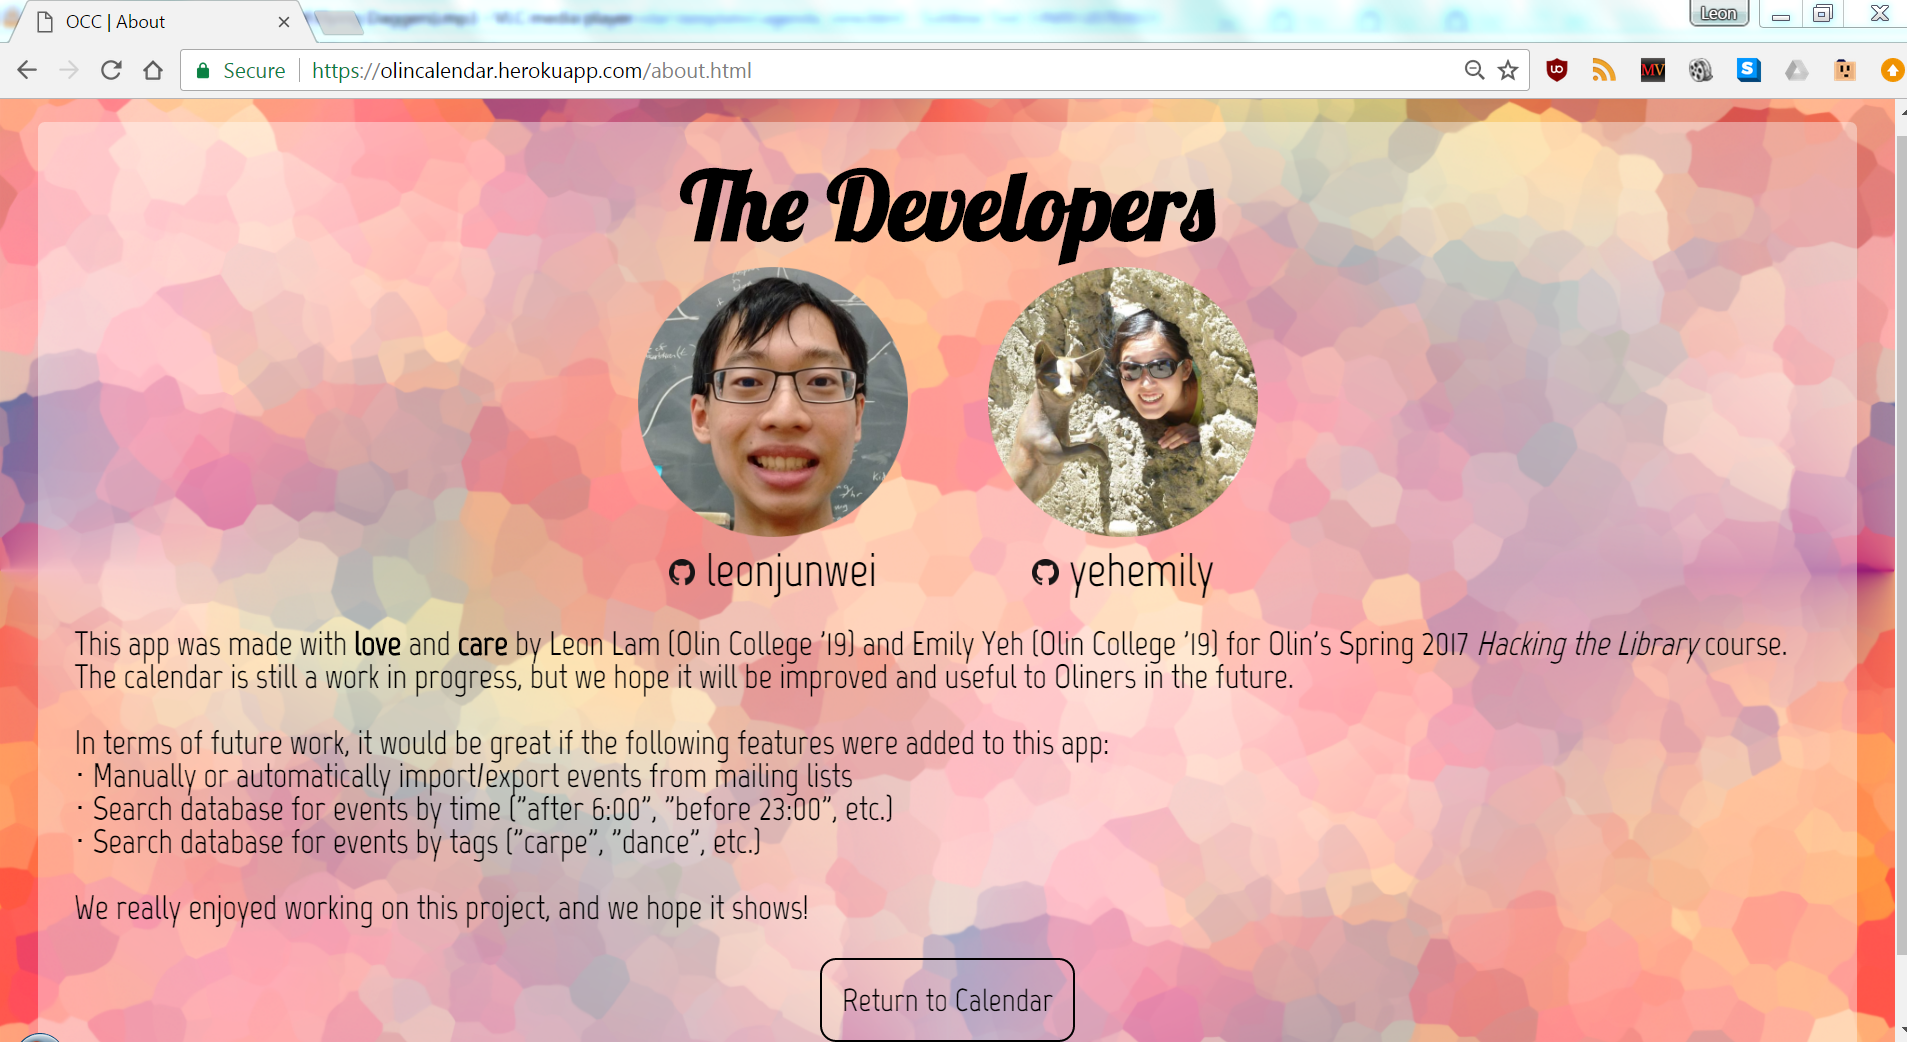 OCC | About
Leon
Secure
https://olincalendar.herokuapp.com/about.html
MV
S
The Developers
leonjunwei
yehemily
This app was made with love and care by Leon Lam (Olin College '19) and Emily Yeh (Olin College '19) for Olin's Spring 2017 Hacking the Library course.
The calendar is still a work in progress, but we hope it will be improved and useful to Oliners in the future.
In terms of future work, it would be great if the following features were added to this app:
• Manually or automatically import/export events from mailing lists
• Search database for events by time ("after 6:00", "before 23:00", etc.)
• Search database for events by tags ("carpe", "dance", etc.)
We really enjoyed working on this project, and we hope it shows!
Return to Calendar